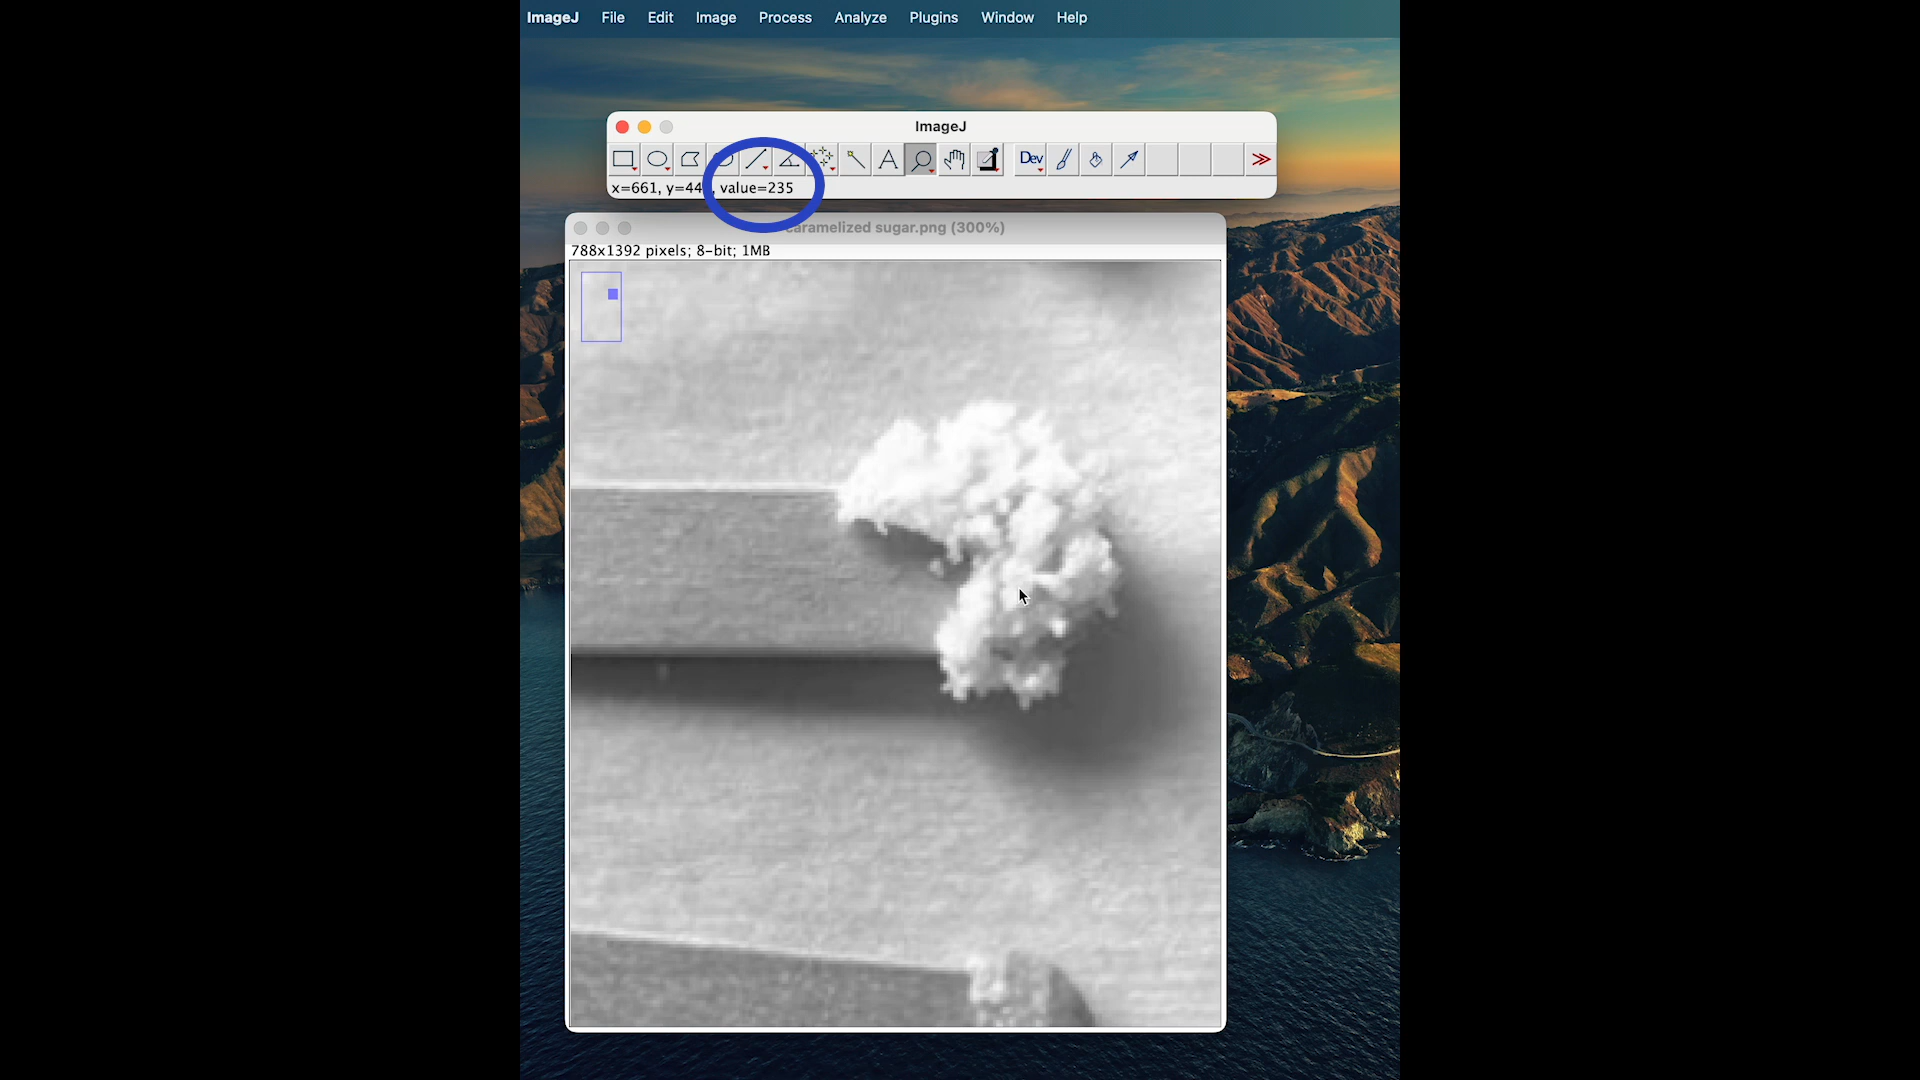 ImageJ File Edit Image Process Analyze Plugins Window Help
ImageJ
Dev
x=661, y=44 , value=235
caramelized sugar.png (300%)
788x1392 pixels; 8-bit; 1MB